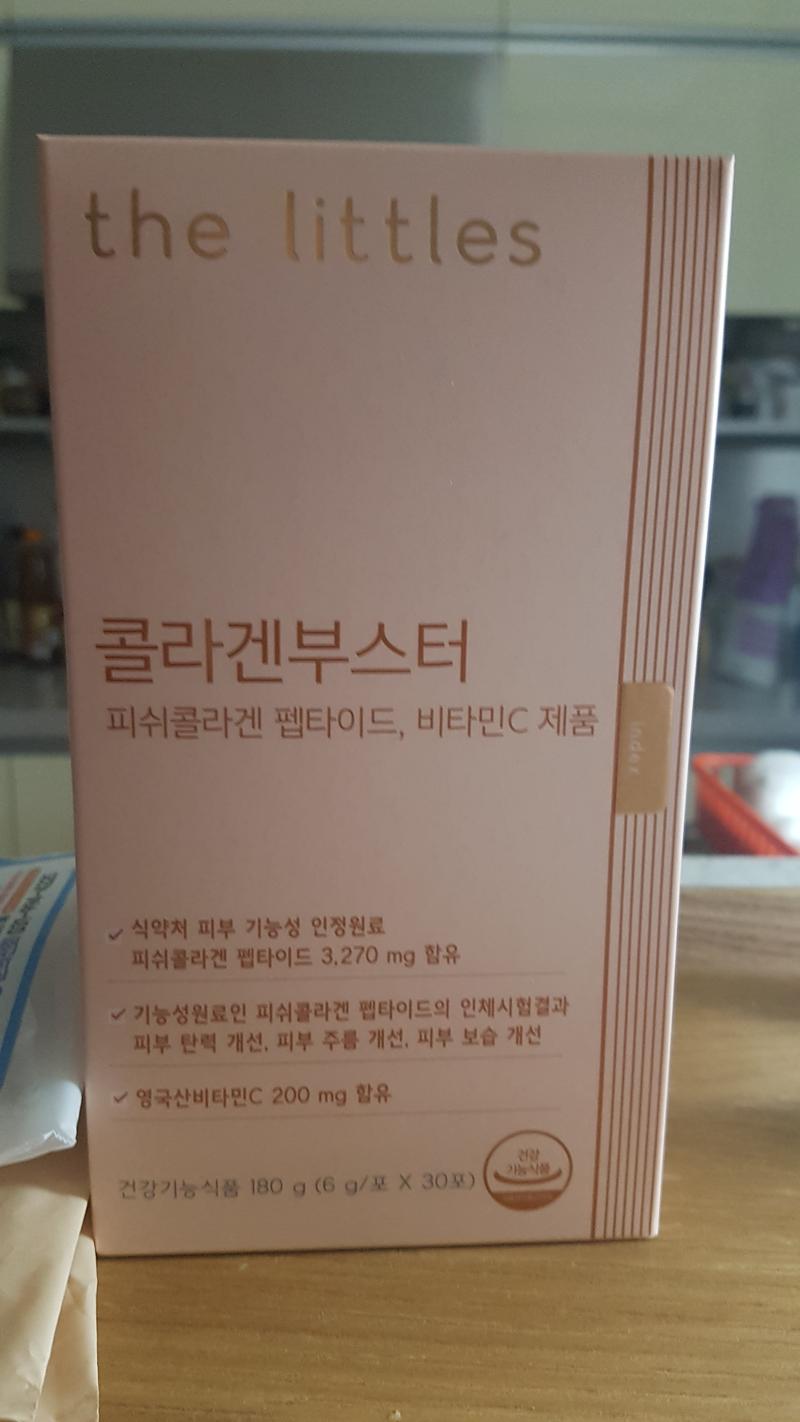 the littles
콜라겐부스터
피쉬콜라겐 펩타이드, 비타민C 제품
index
식약처 피부 기능성 인정원료
피쉬콜라겐 펩타이드 3,270 mg 함유
기능성원료인 피쉬콜라겐 펩타이드의 인체시험결과
피부 탄력 개선, 피부 주름 개선, 피부 보습 개선
영국산비타민C 200 mg 함유
건강기능식품 180 g (6 g/포 X 30포)
건강
기능식품